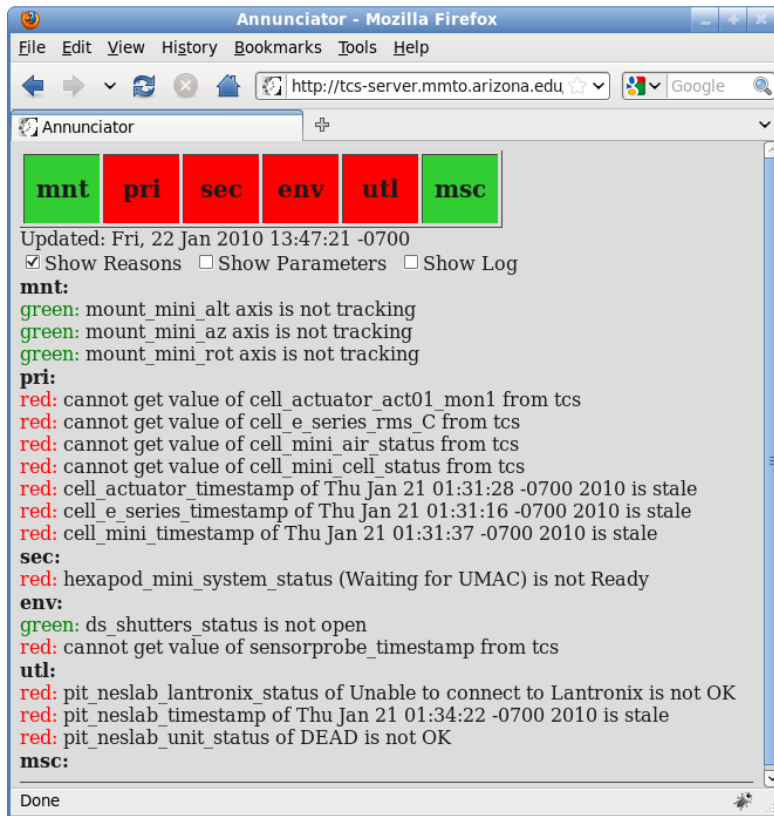 Annunciator - Mozilla Firefox
File Edit View History Bookmarks Tools Help
http://tcs-server.mmto.arizona.edu Google
Annunciator
mnt pri sec env utl msc
Updated: Fri, 22 Jan 2010 13:47:21 -0700
Show Reasons Show Parameters Show Log
mnt:
green: mount_mini_alt axis is not tracking
green: mount_mini_az axis is not tracking
green: mount_mini_rot axis is not tracking
pri:
red: cannot get value of cell_actuator_act01_mon1 from tcs
red: cannot get value of cell_e_series_rms_C from tcs
red: cannot get value of cell_mini_air_status from tcs
red: cannot get value of cell_mini_cell_status from tcs
red: cell_actuator_timestamp of Thu Jan 21 01:31:28 -0700 2010 is stale
red: cell_e_series_timestamp of Thu Jan 21 01:31:16 -0700 2010 is stale
red: cell_mini_timestamp of Thu Jan 21 01:31:37 -0700 2010 is stale
sec:
red: hexapod_mini_system_status (Waiting for UMAC) is not Ready
env:
green: ds_shutters_status is not open
red: cannot get value of sensorprobe_timestamp from tcs
utl:
red: pit_neslab_lantronix_status of Unable to connect to Lantronix is not OK
red: pit_neslab_timestamp of Thu Jan 21 01:34:22 -0700 2010 is stale
red: pit_neslab_unit_status of DEAD is not OK
msc:
Done